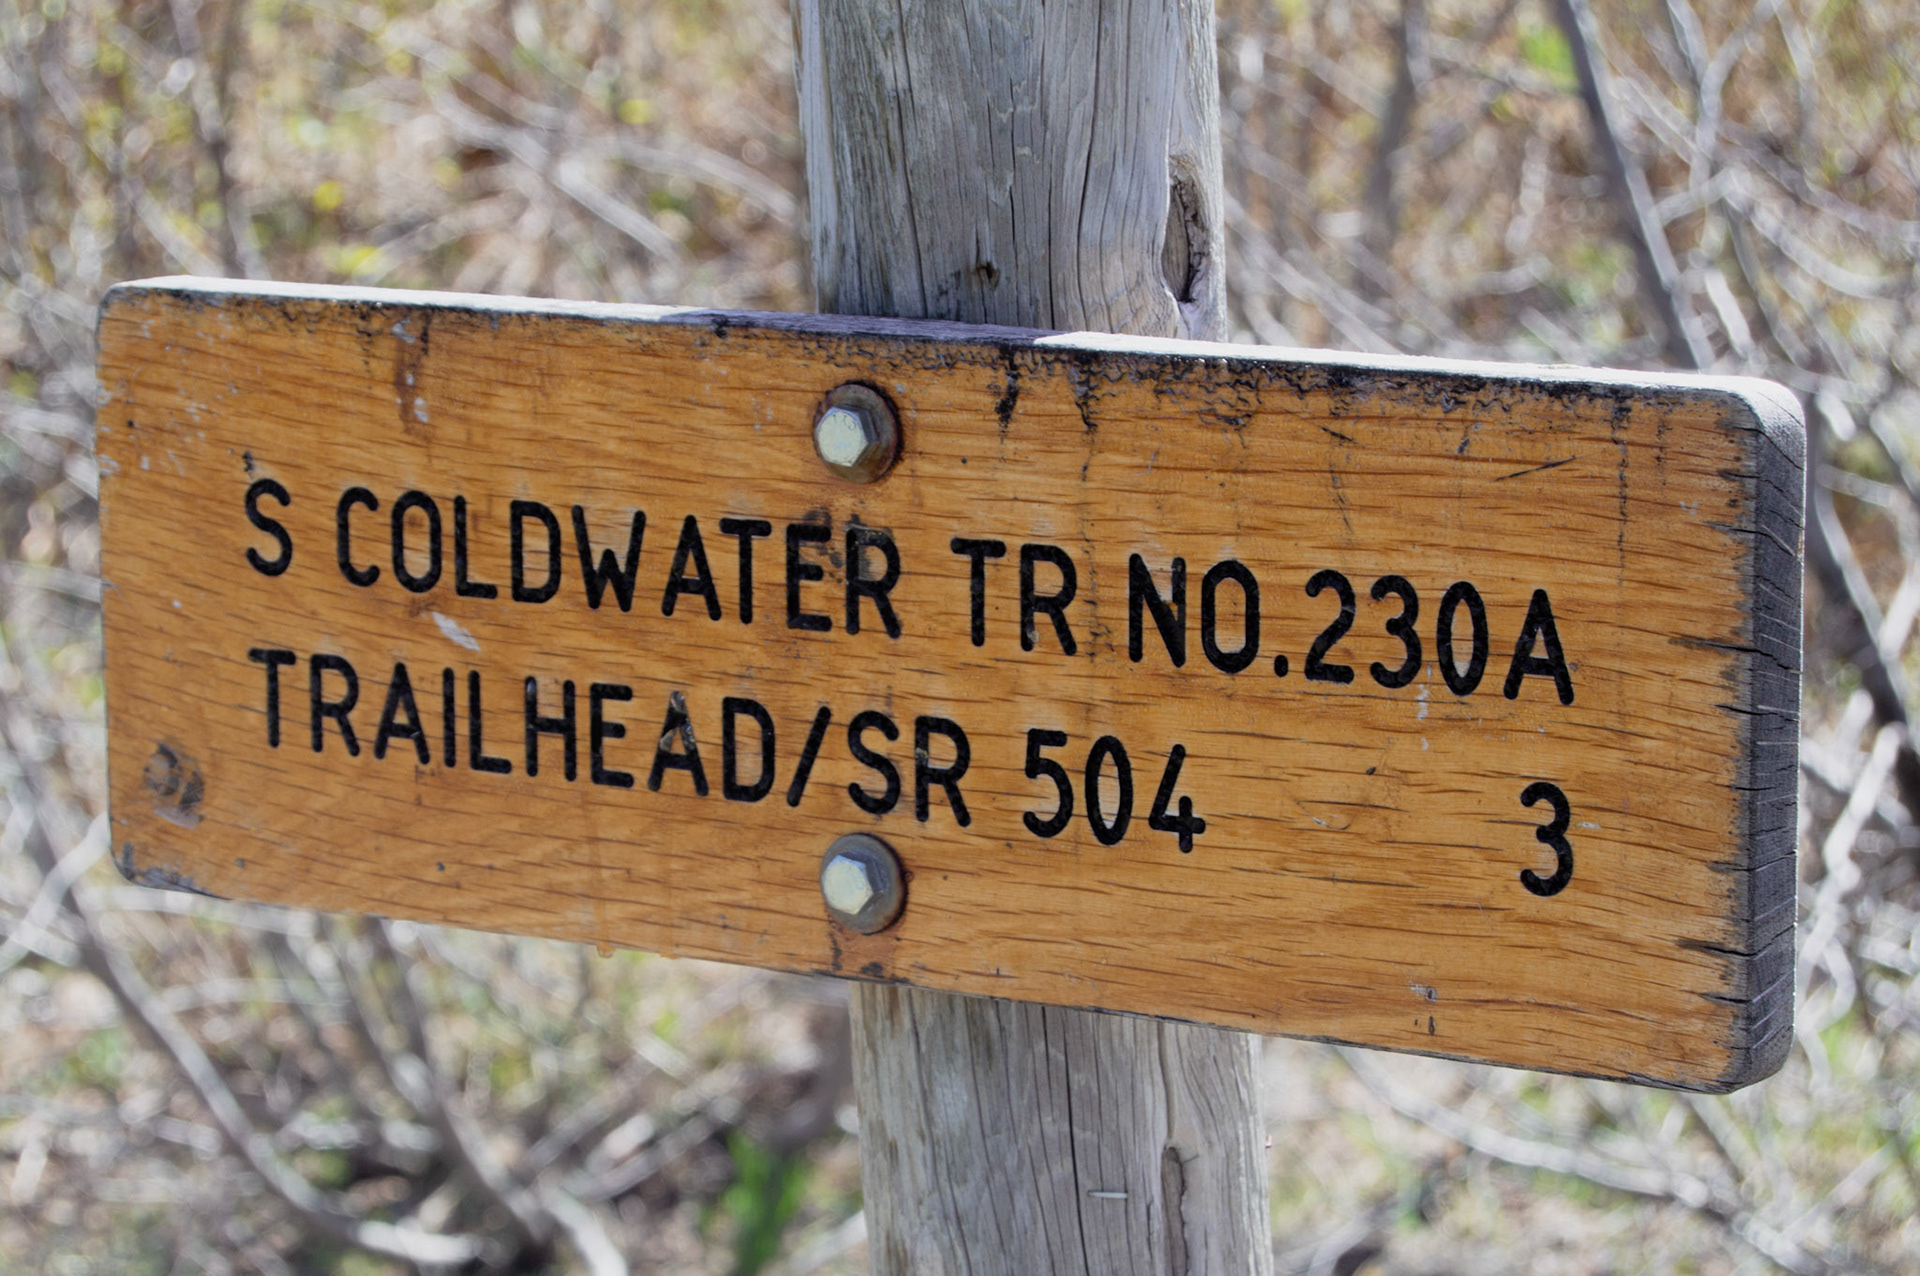 S COLDWATER TR NO.230A
TRAILHEAD/SR 504 3